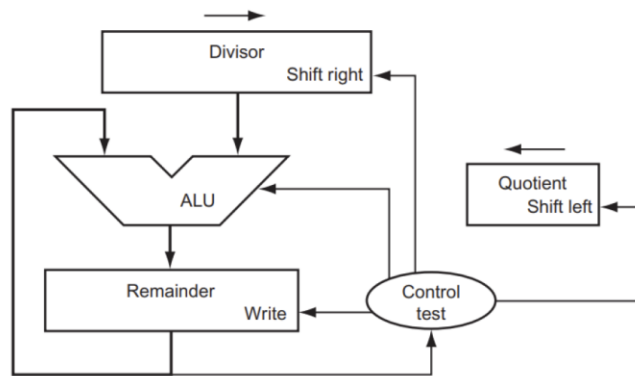 Divisor
Shift right
Quotient
Shift left
ALU
Remainder
Write
Control
test